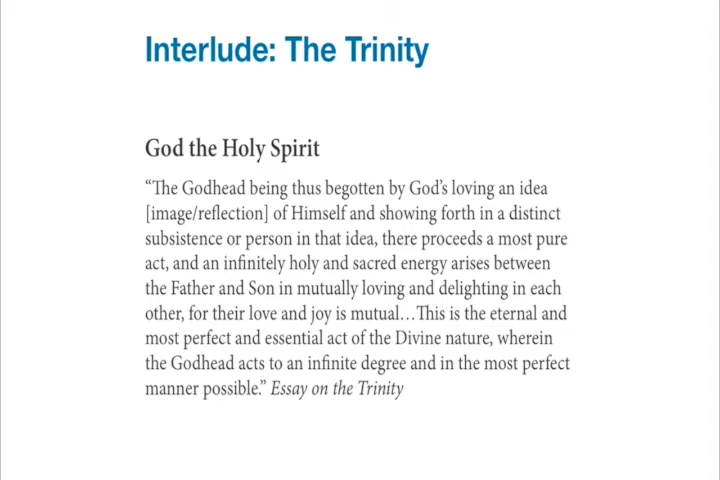 Interlude: The Trinity
God the Holy Spirit
“The Godhead being thus begotten by God’s loving an idea
[image/reflection] of Himself and showing forth in a distinct
subsistence or person in that idea, there proceeds a most pure
act, and an infinitely holy and sacred energy arises between
the Father and Son in mutually loving and delighting in each
other, for their love and joy is mutual…This is the eternal and
most perfect and essential act of the Divine nature, wherein
the Godhead acts to an infinite degree and in the most perfect
manner possible.” Essay on the Trinity